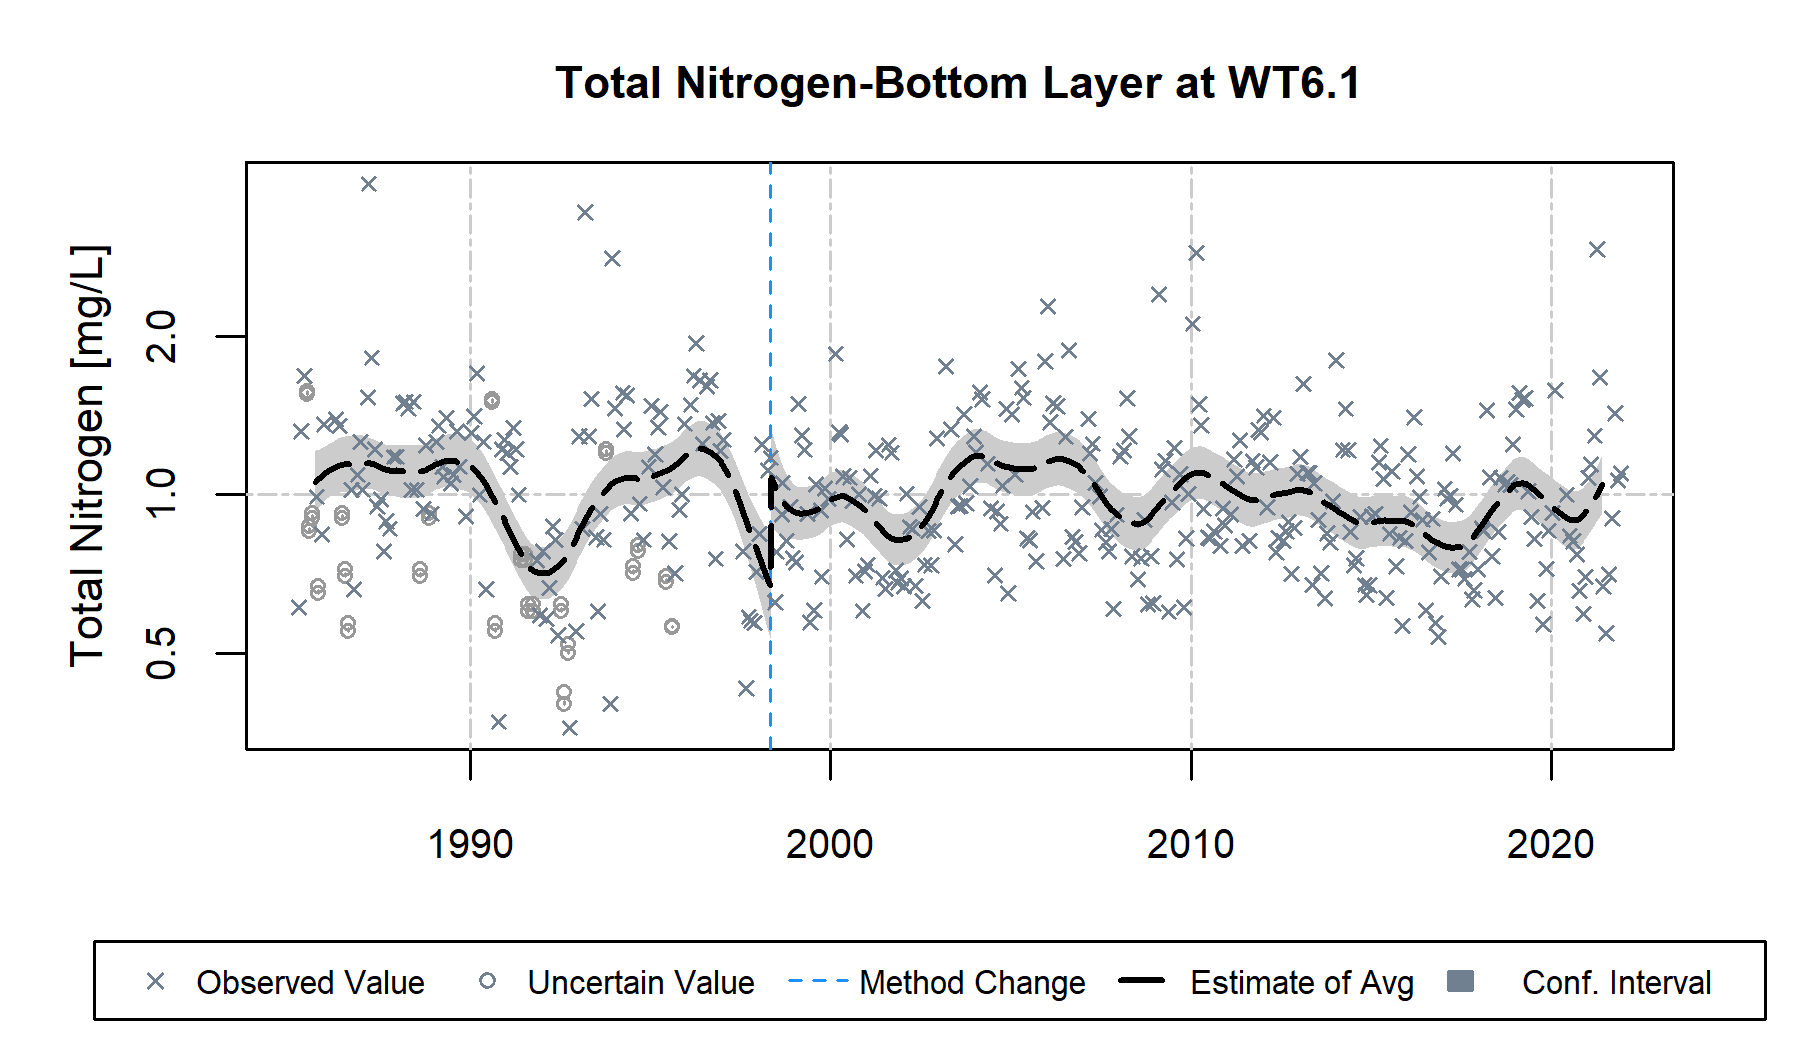 Total Nitrogen-Bottom Layer at WT6.1
Total Nitrogen [mg/L]
2.0
1.0
0.5
1990 2000 2010 2020
Observed Value Uncertain Value Method Change Estimate of Avg Conf. Interval